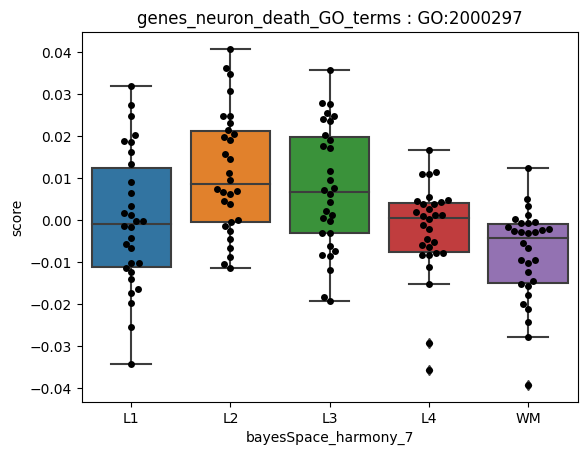 genes_neuron_death_GO_terms : GO:2000297
0.04
0.03
0.02
0.01
0.00
−0.01
−0.02
−0.03
−0.04
score
L1 L2 L3 L4 WM
bayesSpace_harmony_7